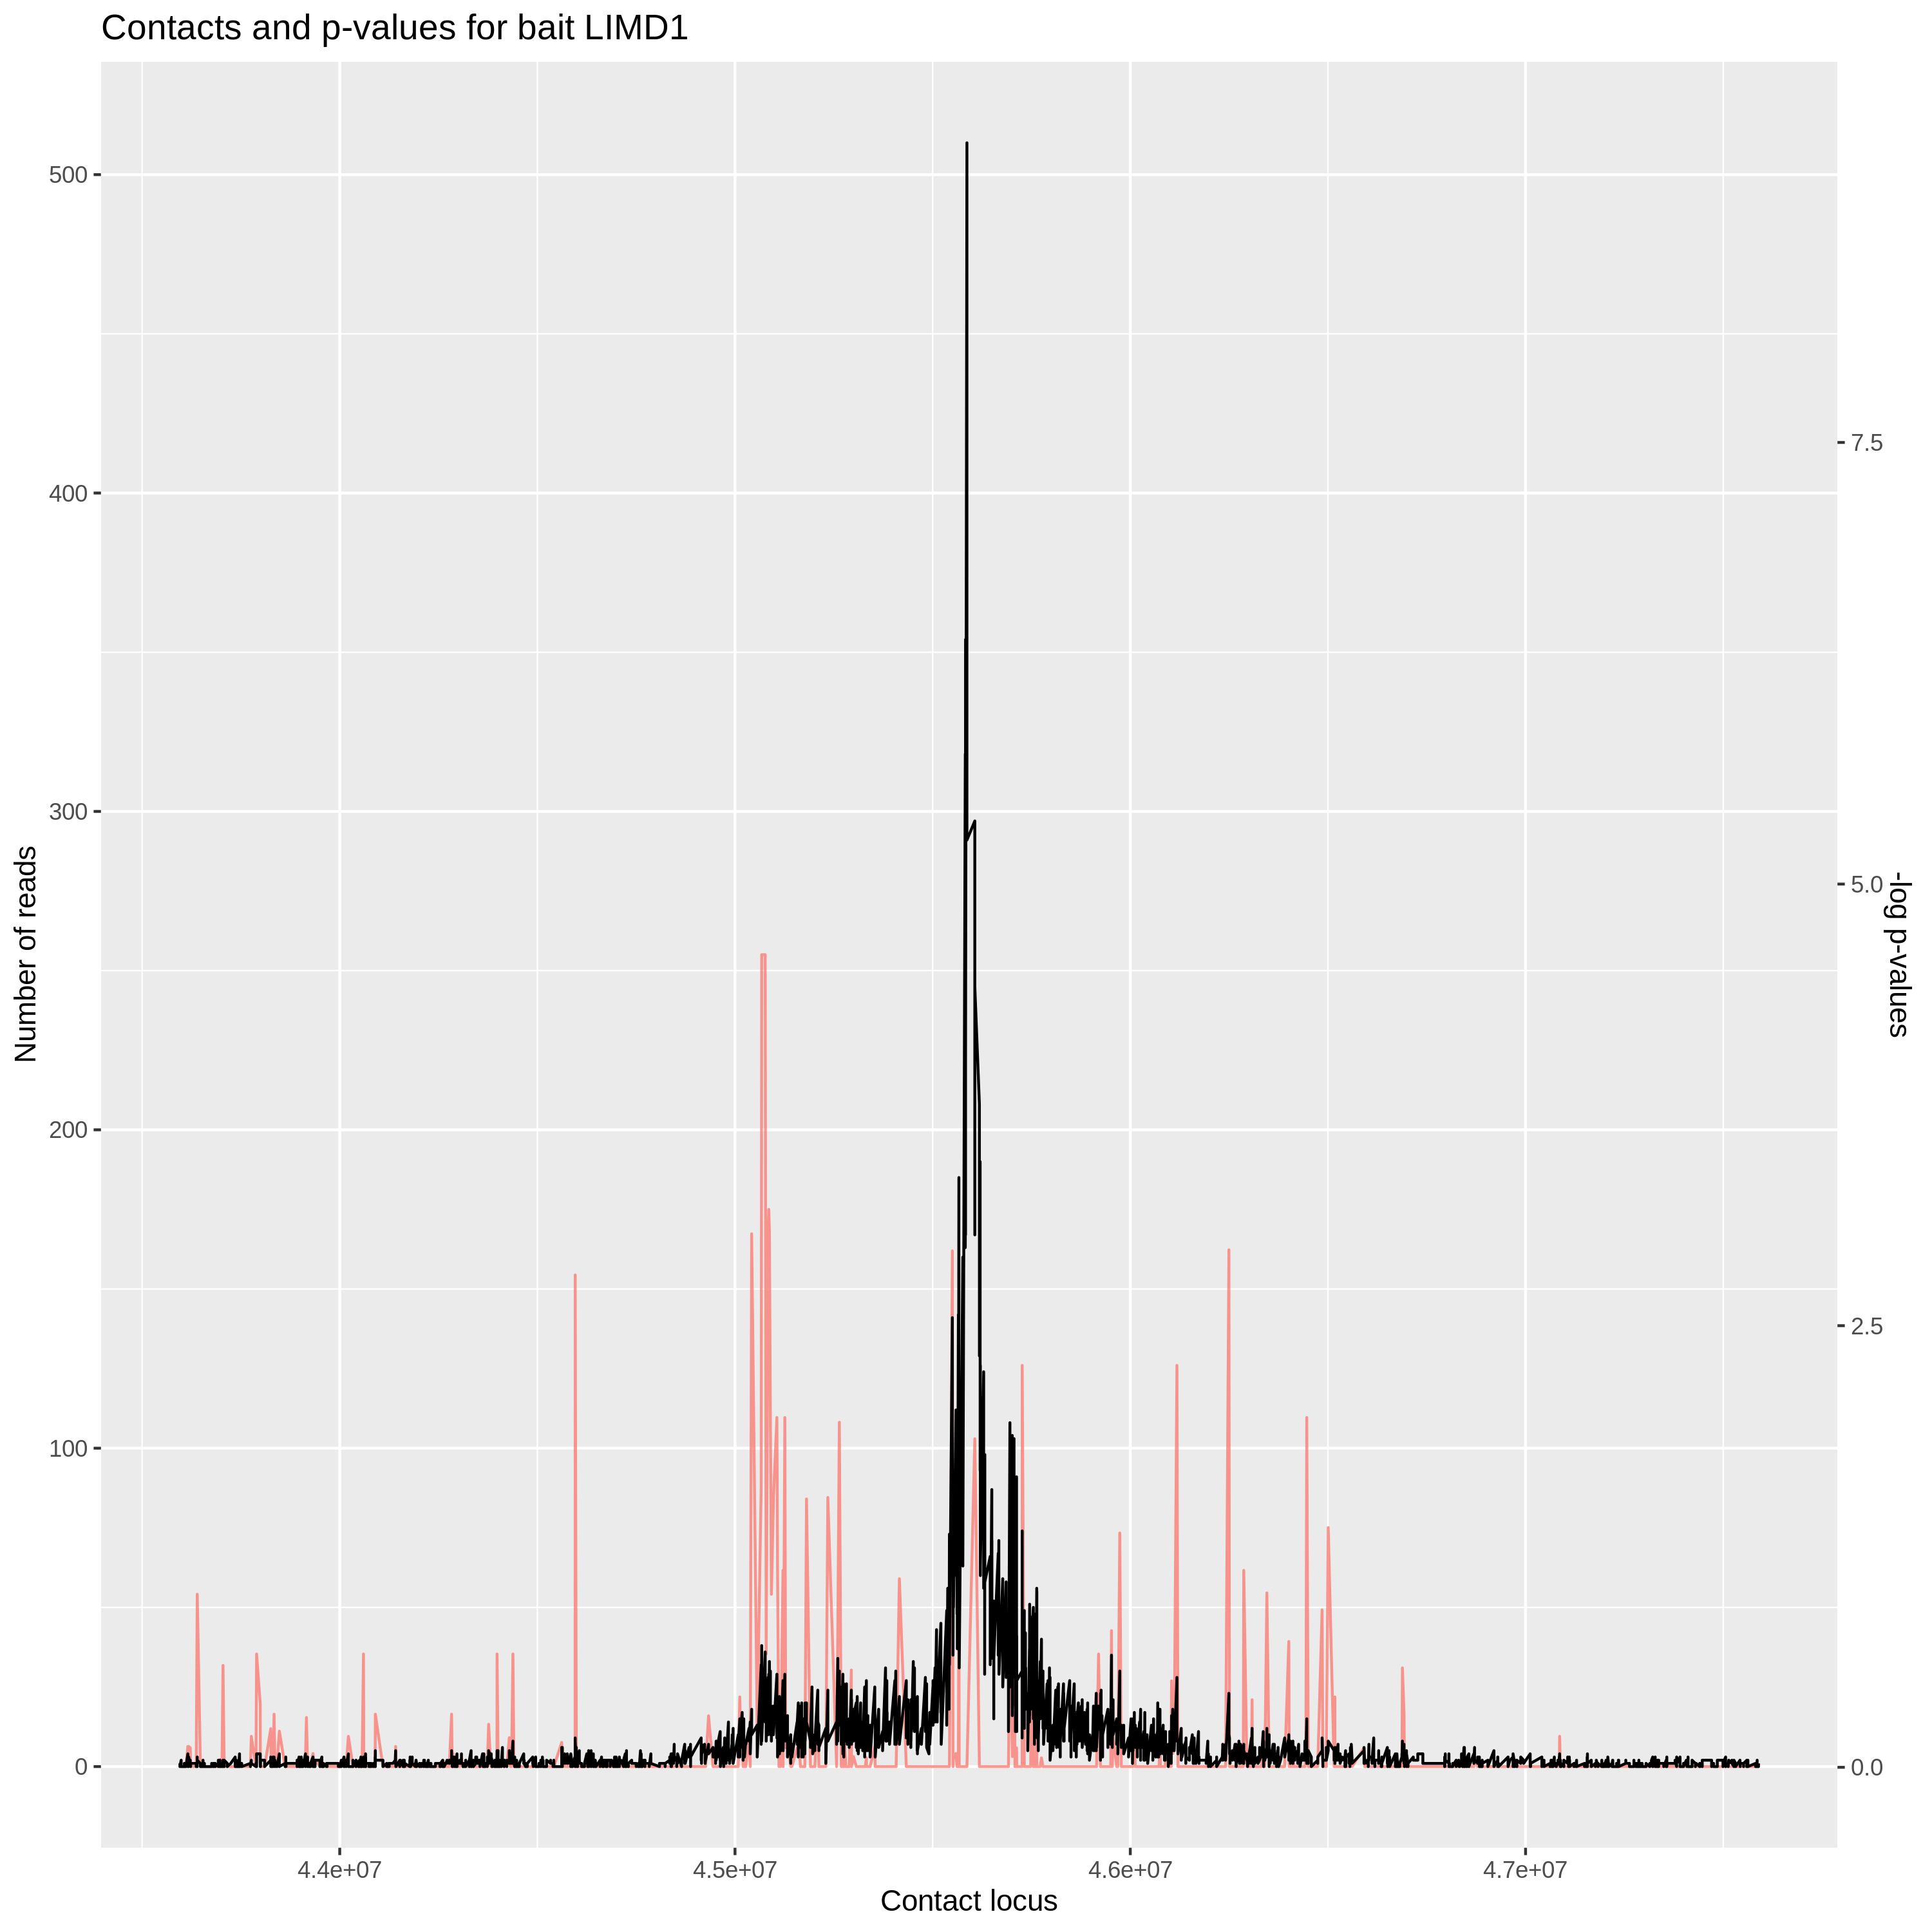 Contacts and p-values for bait LIMD1
500
400
300
200
100
0
Number of reads
7.5
5.0
2.5
0.0
-log p-values
4.4e+07
4.5e+07
4.6e+07
4.7e+07
Contact locus